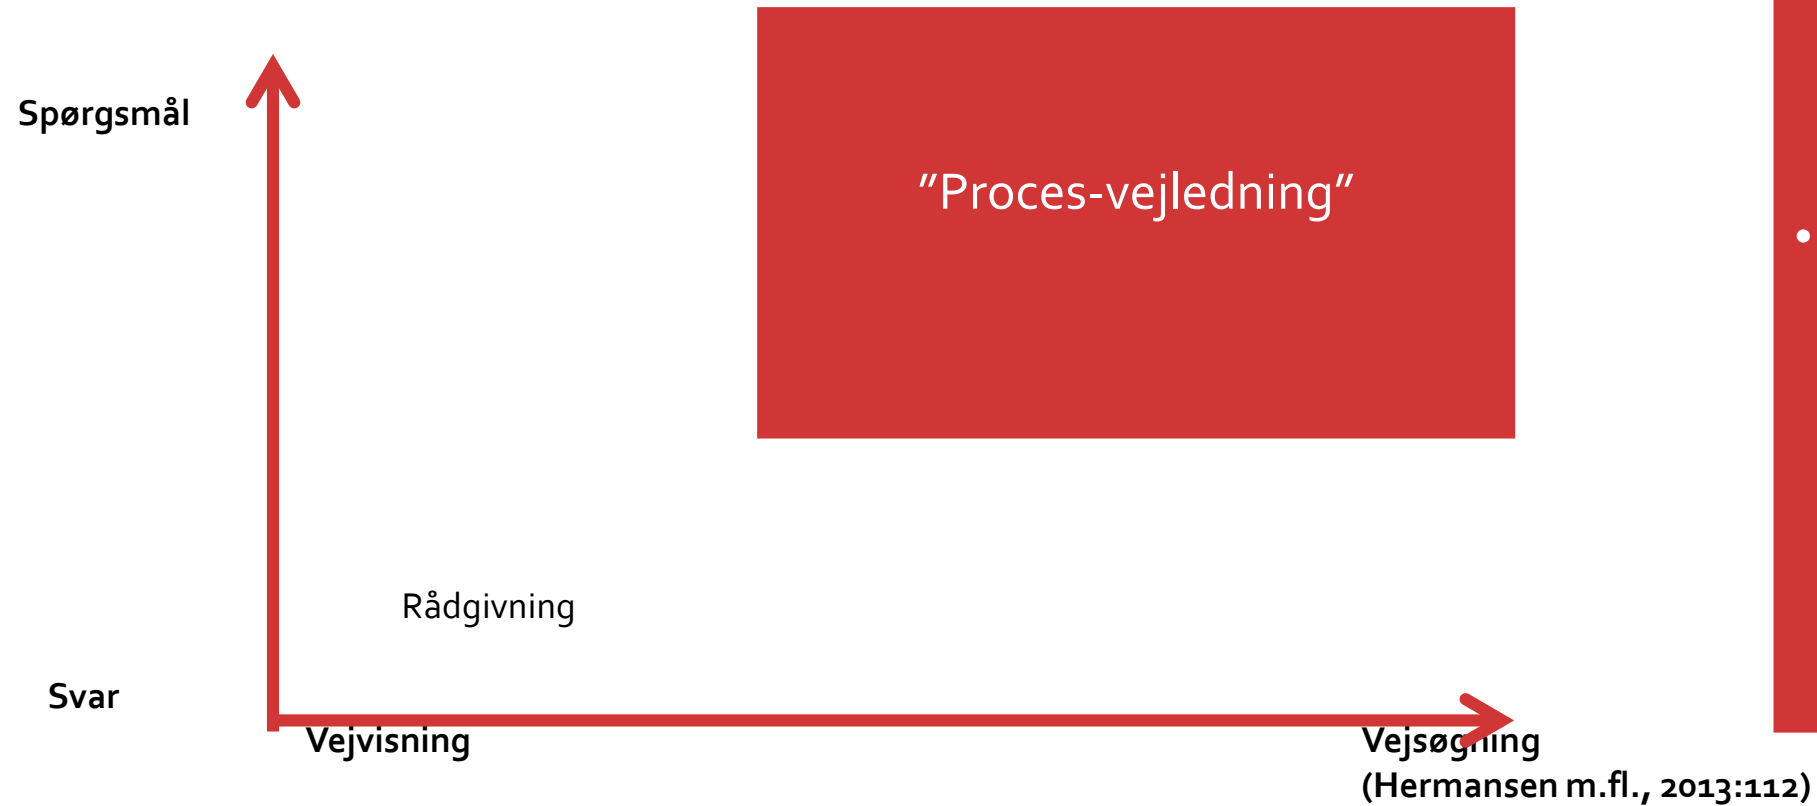 Spørgsmål
”Proces-vejledning”
•
Rådgivning
Svar
Vejvisning
Vejsøgning
(Hermansen m.fl., 2013:112)